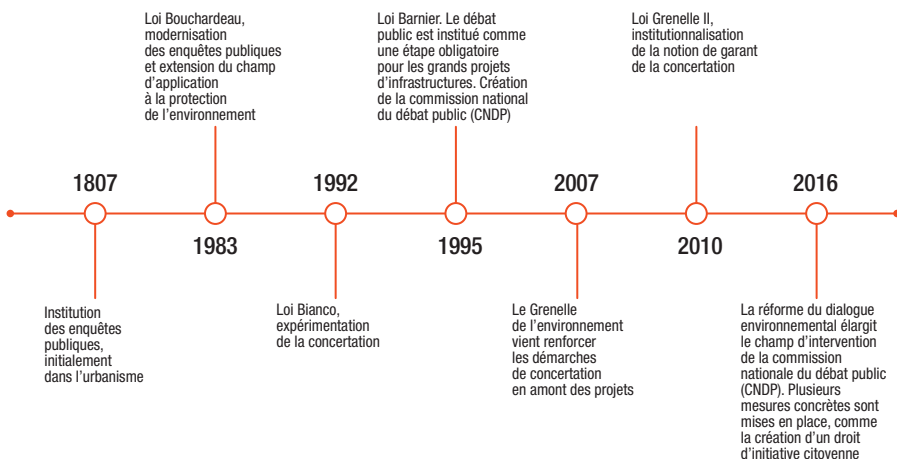 Loi Bouchardeau,
modernisation
des enquêtes publiques
et extension du champ
d'application
à la protection
de l'environnement
Loi Barnier. Le débat
public est institué comme
une étape obligatoire
pour les grands projets
d'infrastructures. Création
de la commission national
du débat public (CNDP)
Loi Grenelle II,
institutionnalisation
de la notion de garant
de la concertation
1807
1992
2007
2016
1983
1995
2010
Institution
des enquêtes
publiques,
initialement
dans l'urbanisme
Loi Bianco,
expérimentation
de la concertation
Le Grenelle
de l'environnement
vient renforcer
les démarches
de concertation
en amont des projets
La réforme du dialogue
environnemental élargit
le champ d'intervention
de la commission
nationale du débat public
(CNDP). Plusieurs
mesures concrètes sont
mises en place, comme
la création d'un droit
d'initiative citoyenne